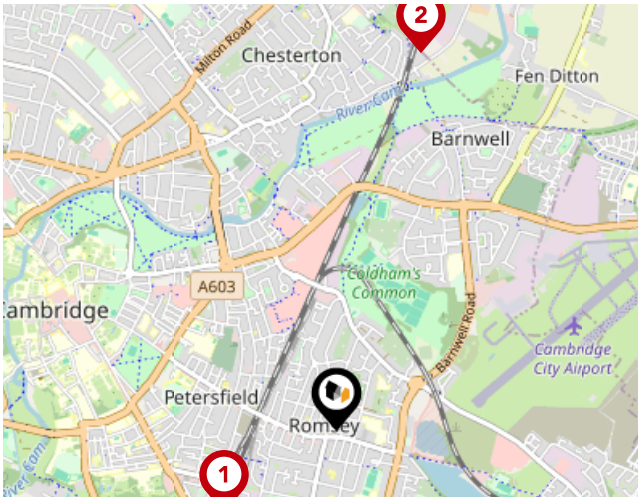 2
Milton Road
Chesterton
Fen Ditton
River Cam
Barnwell
A603
Coldham's
Common
Cambridge
Barnwell Road
Cambridge
City Airport
Petersfield
Romsey
River Cam
1